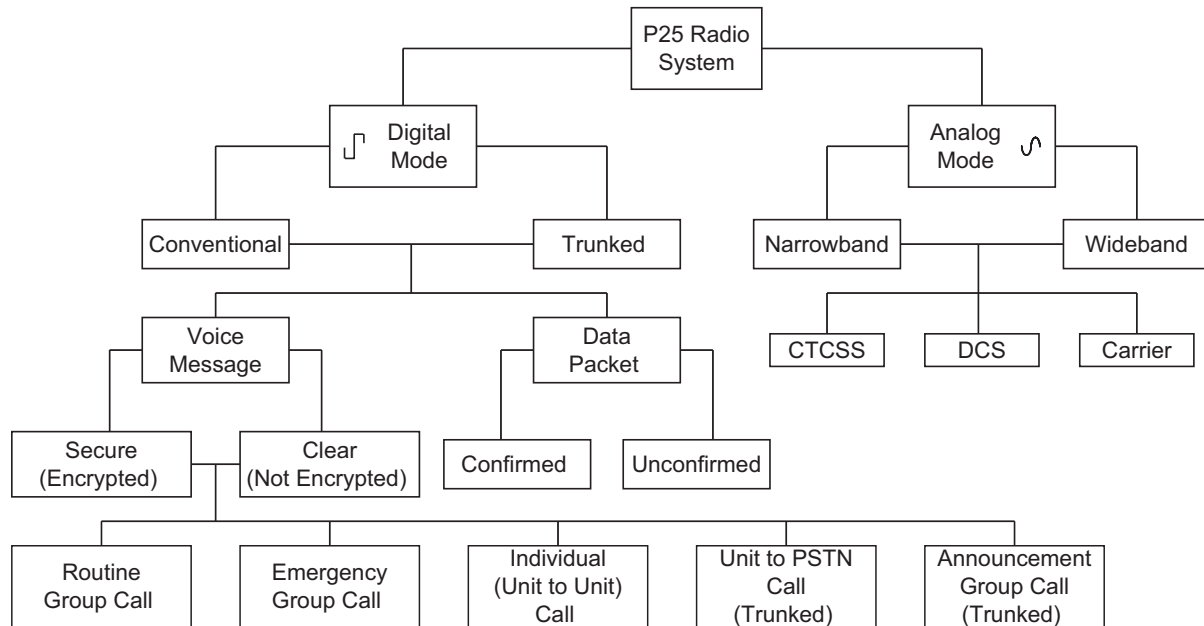 P25 Radio
System
Digital
Mode
Analog
Mode
Conventional
Trunked
Narrowband
Wideband
Voice
Message
Data
Packet
CTCSS
DCS
Carrier
Secure
(Encrypted)
Clear
(Not Encrypted)
Confirmed
Unconfirmed
Routine
Group Call
Emergency
Group Call
Individual
(Unit to Unit)
Call
Unit to PSTN
Call
(Trunked)
Announcement
Group Call
(Trunked)